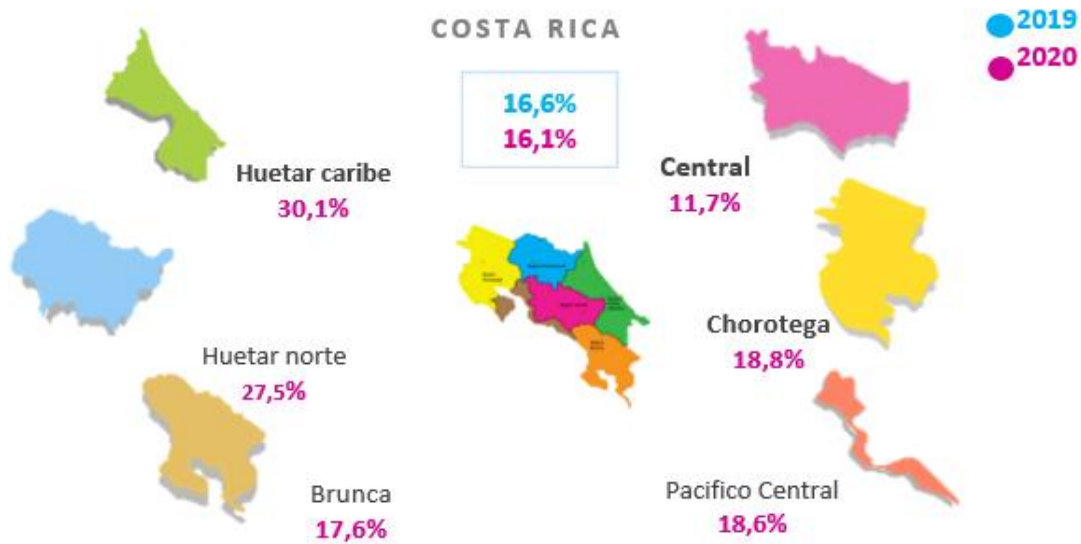 COSTA RICA
2019
2020
16,6%
16,1%
Huetar caribe
30,1%
Central
11,7%
Huetar norte
27,5%
Chorotega
18,8%
Brunca
17,6%
Pacifico Central
18,6%